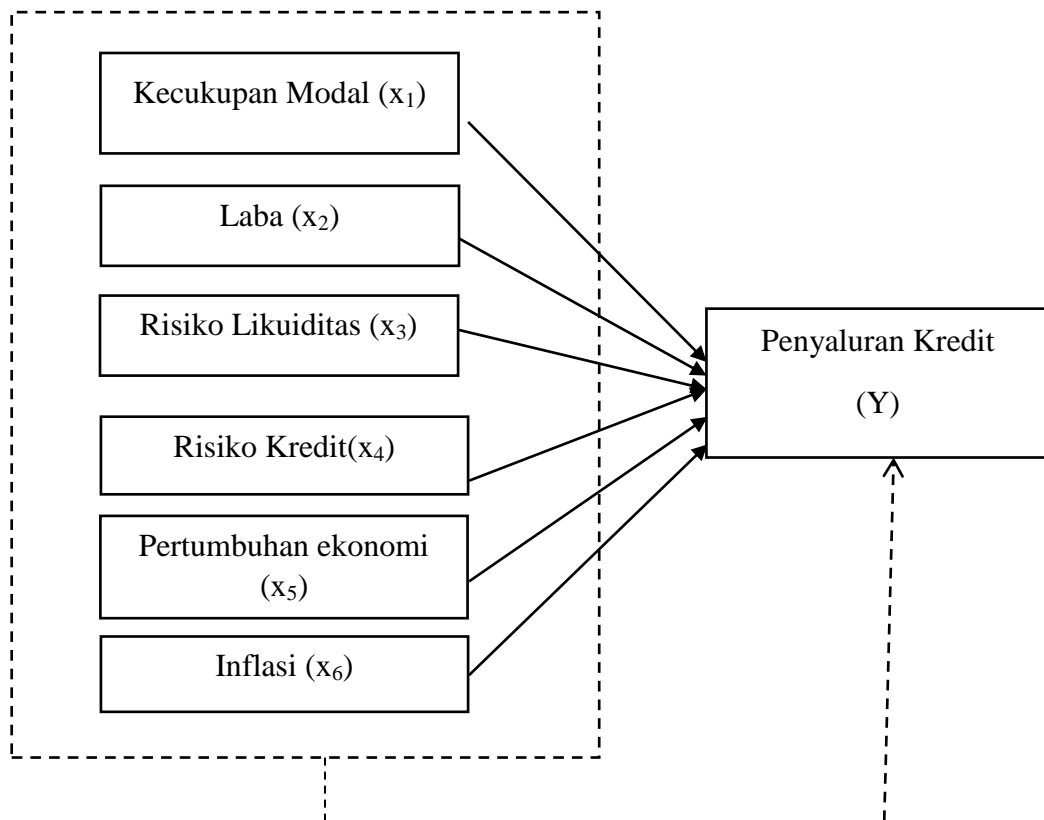 Kecukupan Modal (x₁)
Laba (x₂)
Risiko Likuiditas (x₃)
Risiko Kredit(x₄)
Pertumbuhan ekonomi
(x₅)
Inflasi (x₆)
Penyaluran Kredit
(Y)